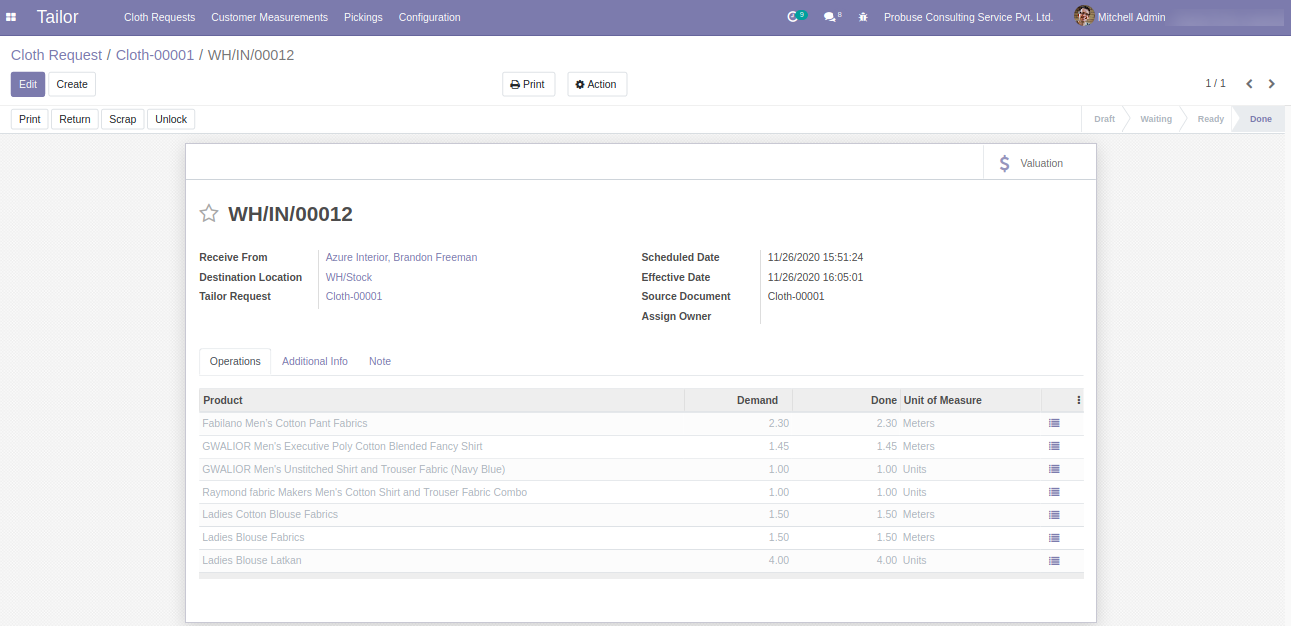 Tailor Cloth Requests Customer Measurements Pickings Configuration 9 8 Probuse Consulting Service Pvt. Ltd. Mitchell Admin
Cloth Request / Cloth-00001 / WH/IN/00012
Edit Create Print Action 1 / 1
Print Return Scrap Unlock Draft Waiting Ready Done
$ Valuation
WH/IN/00012
Receive From Azure Interior, Brandon Freeman Scheduled Date 11/26/2020 15:51:24
Destination Location WH/Stock Effective Date 11/26/2020 16:05:01
Tailor Request Cloth-00001 Source Document Cloth-00001
Assign Owner
Operations Additional Info Note
Product Demand Done Unit of Measure
Fabilano Men's Cotton Pant Fabrics 2.30 2.30 Meters
GWALIOR Men's Executive Poly Cotton Blended Fancy Shirt 1.45 1.45 Meters
GWALIOR Men's Unstitched Shirt and Trouser Fabric (Navy Blue) 1.00 1.00 Units
Raymond fabric Makers Men's Cotton Shirt and Trouser Fabric Combo 1.00 1.00 Units
Ladies Cotton Blouse Fabrics 1.50 1.50 Meters
Ladies Blouse Fabrics 1.50 1.50 Meters
Ladies Blouse Latkan 4.00 4.00 Units